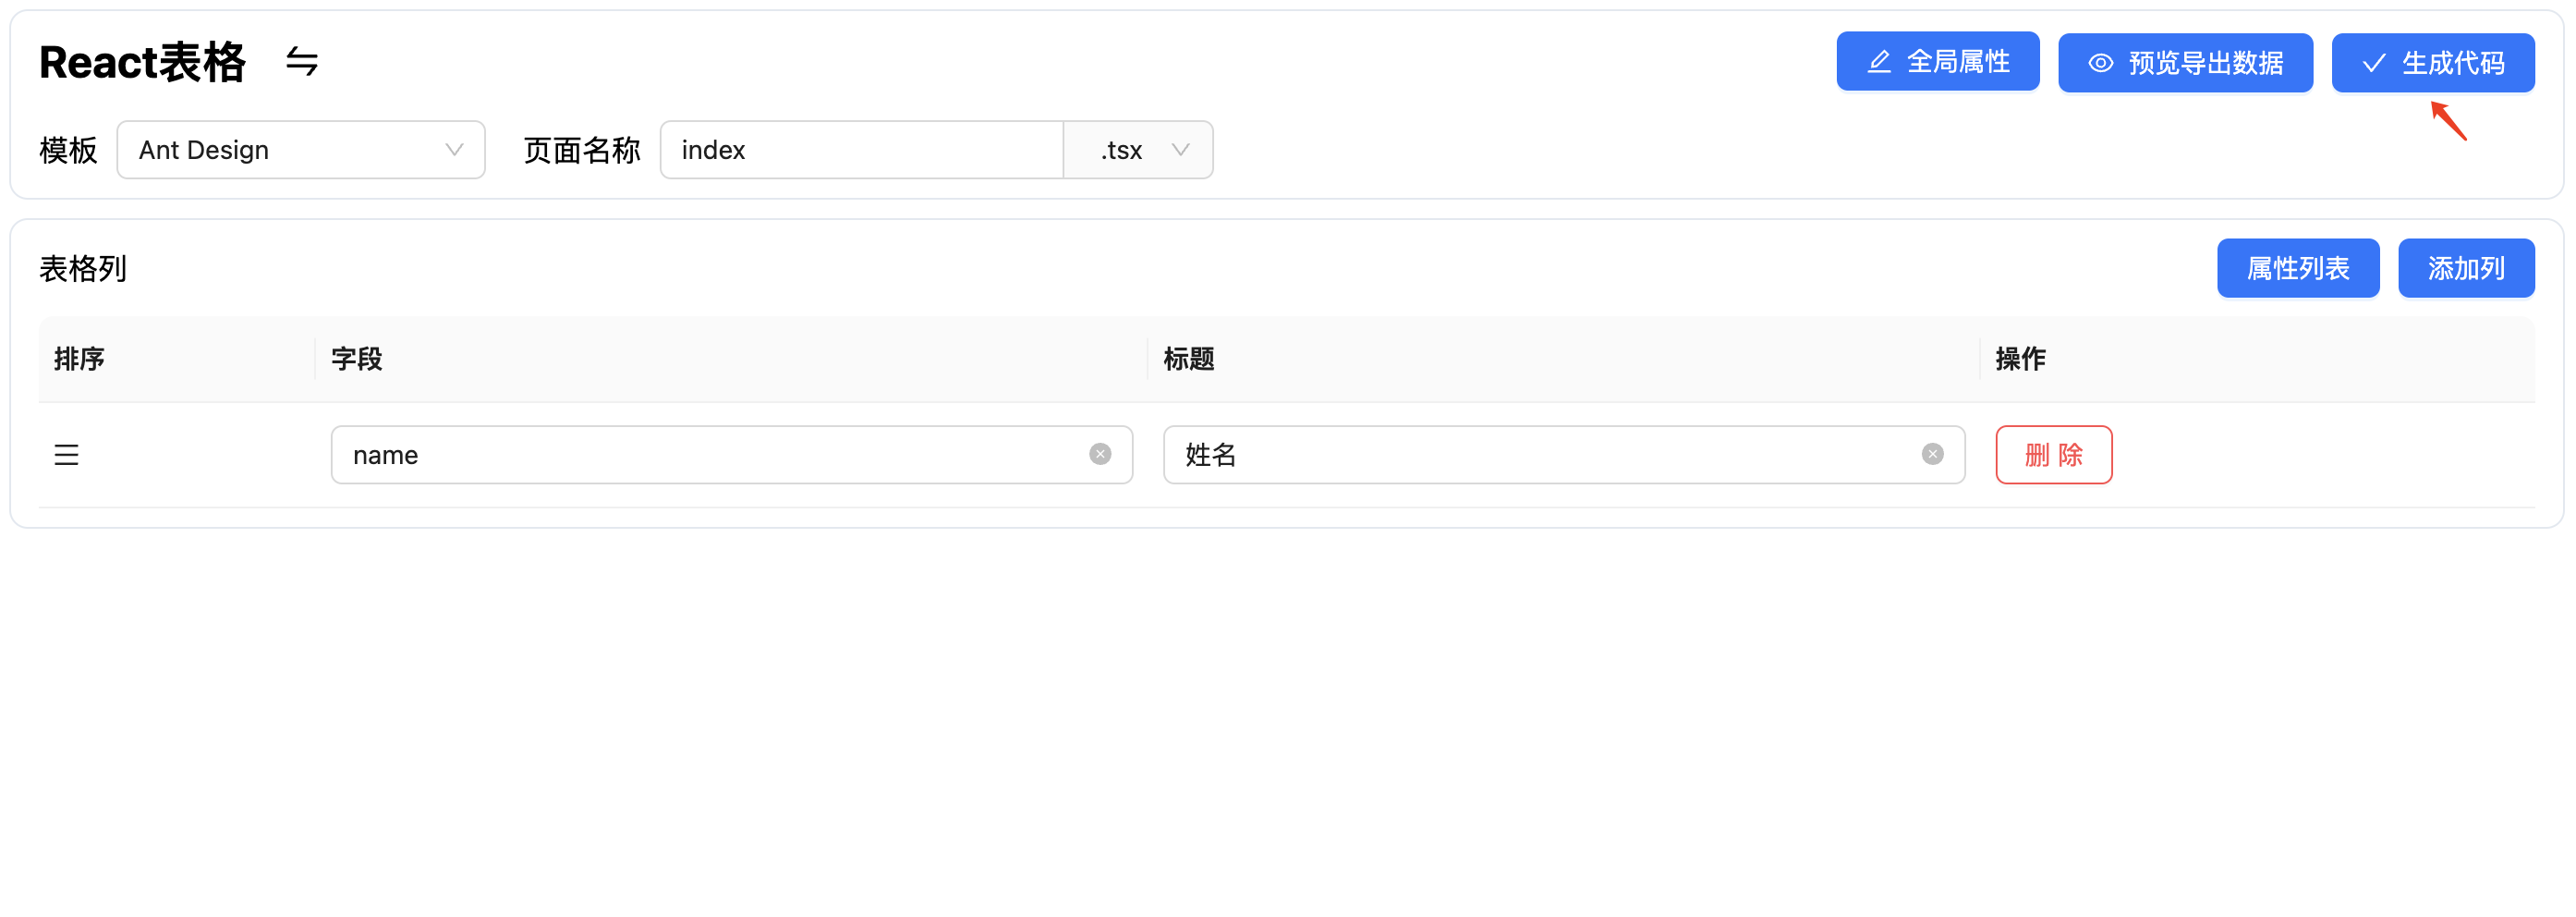 React表格
全局属性
预览导出数据
生成代码
模板
Ant Design
页面名称
index
.tsx
表格列
属性列表
添加列
排序
字段
标题
操作
name
姓名
删 除